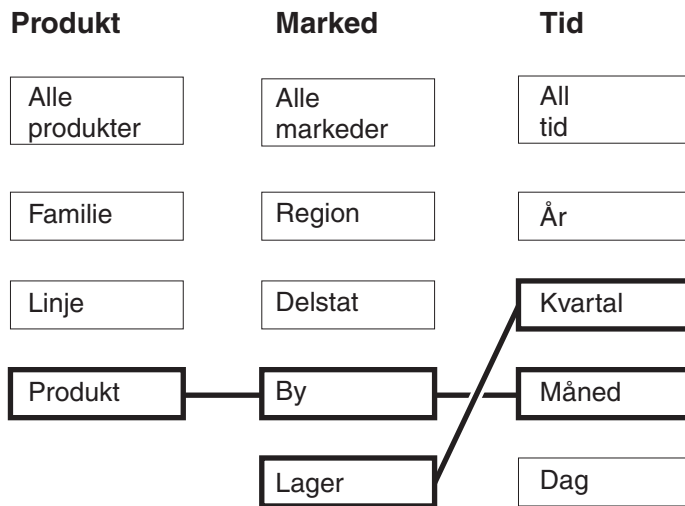 Produkt Marked Tid
Alle
produkter
Alle
markeder
All
tid
Familie Region År
Linje Delstat Kvartal
Produkt By Måned
Lager Dag